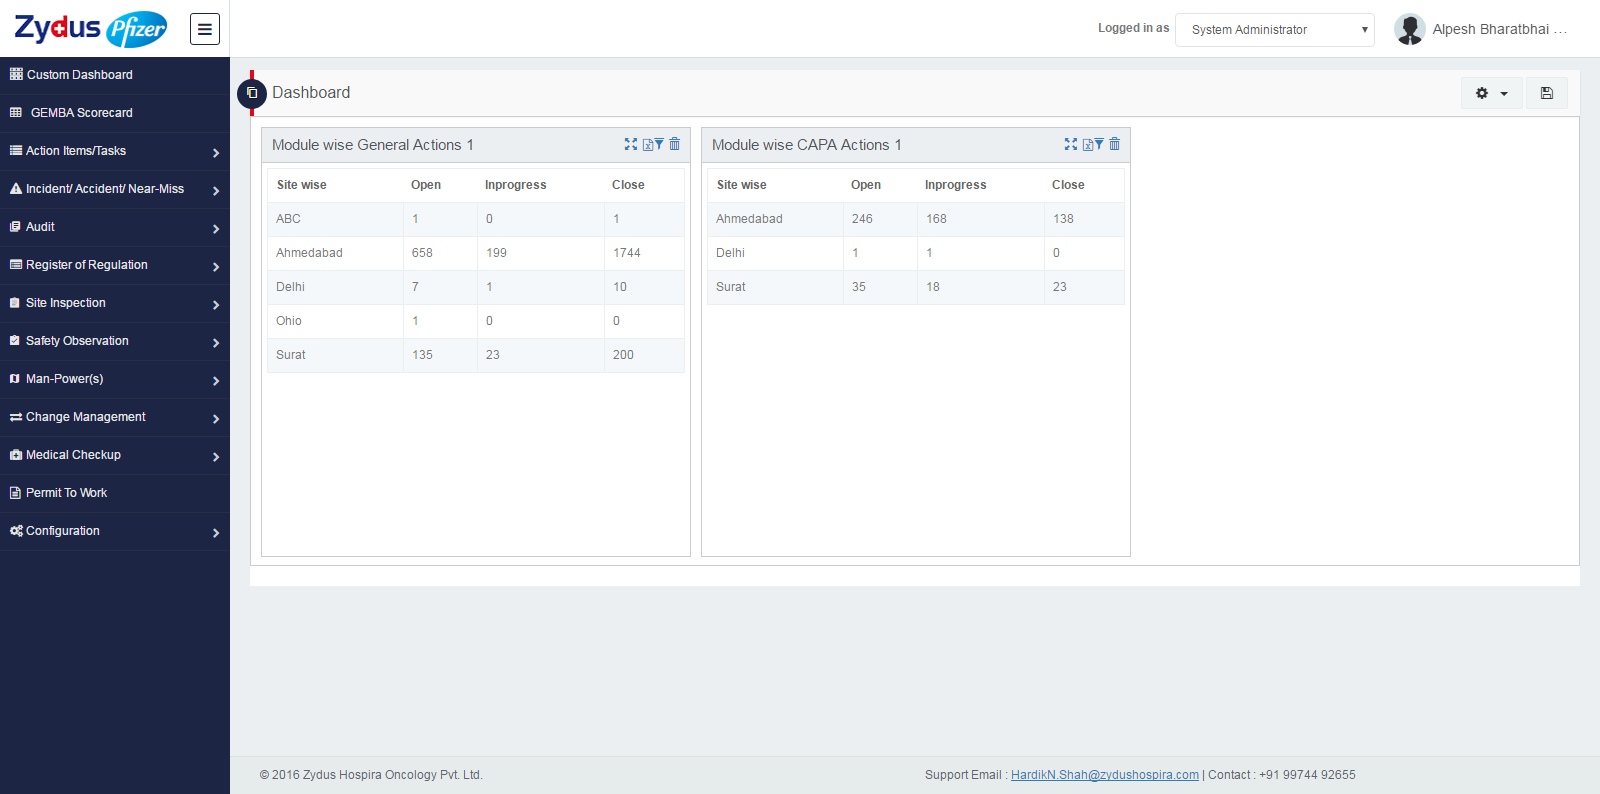 Zydus Pfizer
Logged in as System Administrator Alpesh Bharatbhai ...
Custom Dashboard
GEMBA Scorecard
Action Items/Tasks
Incident/ Accident/ Near-Miss
Audit
Register of Regulation
Site Inspection
Safety Observation
Man-Power(s)
Change Management
Medical Checkup
Permit To Work
Configuration
Dashboard
Module wise General Actions 1
Site wise Open Inprogress Close
ABC 1 0 1
Ahmedabad 658 199 1744
Delhi 7 1 10
Ohio 1 0 0
Surat 135 23 200
Module wise CAPA Actions 1
Site wise Open Inprogress Close
Ahmedabad 246 168 138
Delhi 1 1 0
Surat 35 18 23
© 2016 Zydus Hospira Oncology Pvt. Ltd.
Support Email : HardikN.Shah@zydushospira.com | Contact : +91 99744 92655